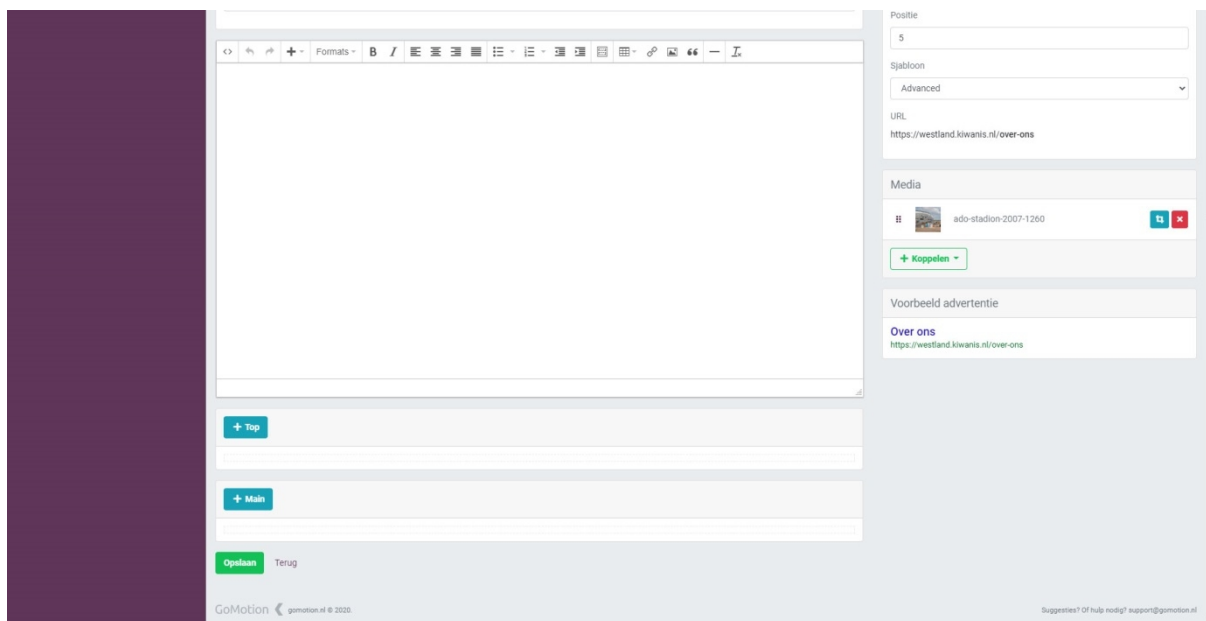 Formats
Top
Main
Opslaan
Terug
GoMotion gomotion.nl © 2020.
Positie
5
Sjabloon
Advanced
URL
https://westland.kiwanis.nl/over-ons
Media
ado-stadion-2007-1260
Koppelen
Voorbeeld advertentie
Over ons
https://westland.kiwanis.nl/over-ons
Suggesties? Of hulp nodig? support@gomotion.nl